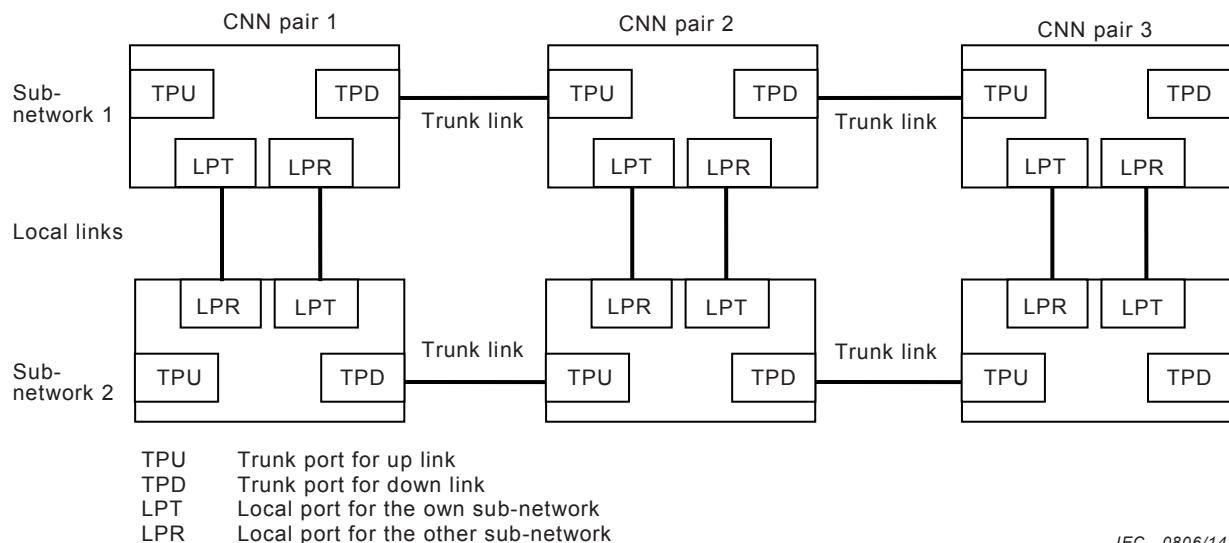 CNN pair 1
CNN pair 2
CNN pair 3
Sub-
network 1
TPU
TPD
Trunk link
TPU
TPD
Trunk link
TPU
TPD
LPT
LPR
LPT
LPR
LPT
LPR
Local links
LPR
LPT
LPR
LPT
LPR
LPT
Sub-
network 2
TPU
TPD
Trunk link
TPU
TPD
Trunk link
TPU
TPD
TPU Trunk port for up link
TPD Trunk port for down link
LPT Local port for the own sub-network
LPR Local port for the other sub-network
IEC 0806/14